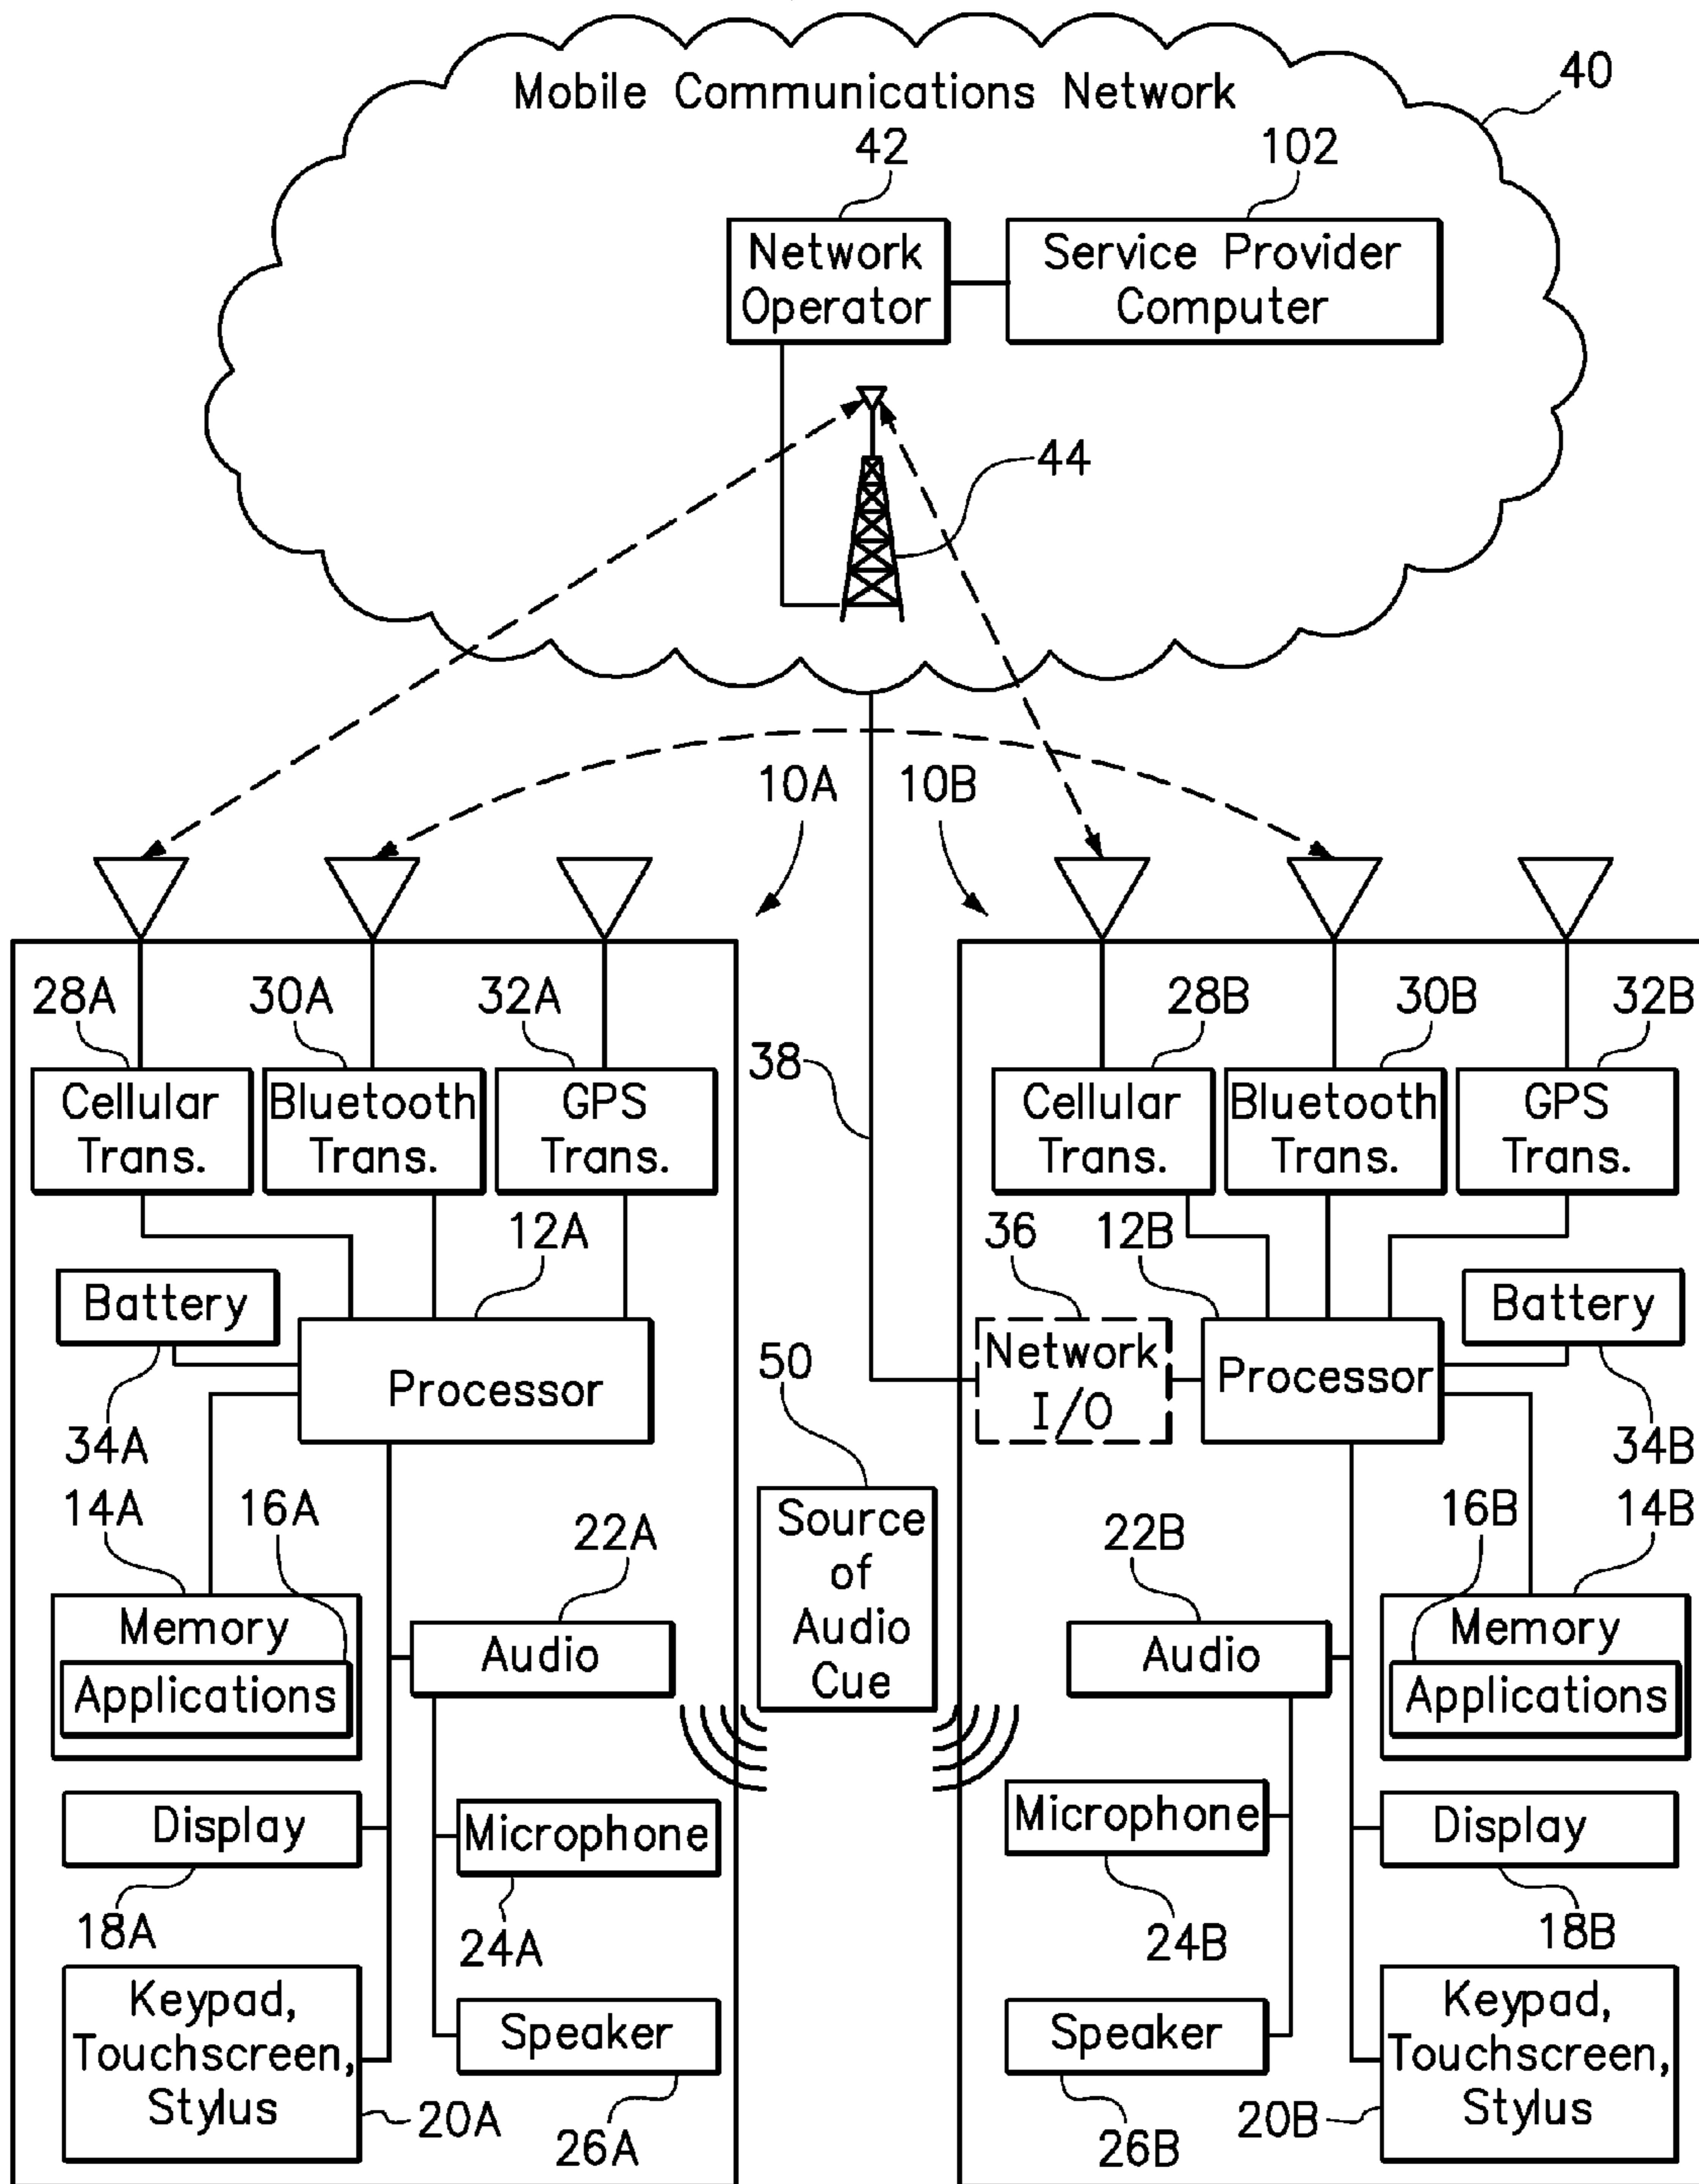 Mobile Communications Network
40
42
102
Network
Operator
Service Provider
Computer
44
10A
10B
28A
30A
32A
Cellular
Trans.
Bluetooth
Trans.
GPS
Trans.
12A
Battery
Processor
34A
14A
16A
22A
Memory
Applications
Audio
Display
Microphone
18A
24A
Keypad,
Touchscreen,
Stylus
20A
Speaker
26A
38
50
Source
of
Audio
Cue
28B
30B
32B
Cellular
Trans.
Bluetooth
Trans.
GPS
Trans.
36
12B
Network
I/O
Processor
Battery
34B
22B
16B
14B
Audio
Memory
Applications
Microphone
Display
24B
18B
Speaker
26B
Keypad,
Touchscreen,
Stylus
20B